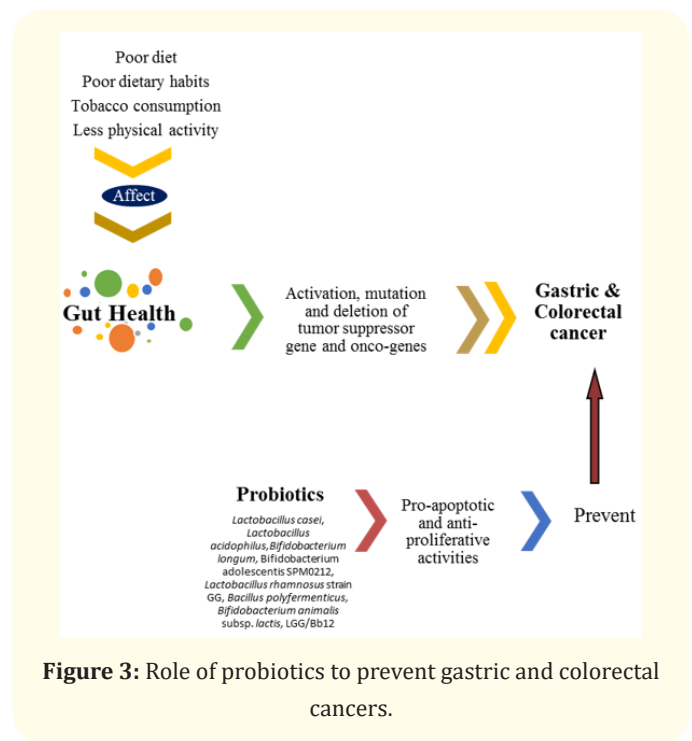 Poor diet
Poor dietary habits
Tobacco consumption
Less physical activity
Affect
Gut Health
Activation, mutation
and deletion of
tumor suppressor
gene and onco-genes
Gastric &
Colorectal
cancer
Probiotics
Lactobacillus casei,
Lactobacillus
acidophilus,Bifidobacterium
longum, Bifidobacterium
adolescentis SPM0212,
Lactobacillus rhamnosus strain
GG, Bacillus polyfermenticus,
Bifidobacterium animalis
subsp. lactis, LGG/Bb12
Pro-apoptotic
and anti-
proliferative
activities
Prevent
Figure 3: Role of probiotics to prevent gastric and colorectal
cancers.